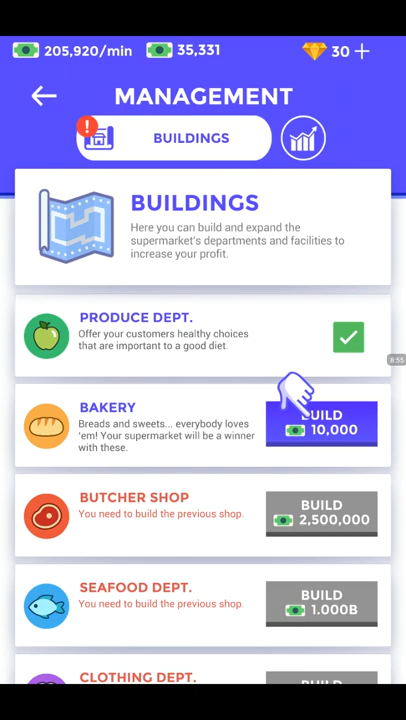 205,920/min 35,331 30 +
MANAGEMENT
! BUILDINGS
BUILDINGS
Here you can build and expand the
supermarket's departments and facilities to
increase your profit.
PRODUCE DEPT.
Offer your customers healthy choices
that are important to a good diet.
8:55
BAKERY
Breads and sweets... everybody loves
'em! Your supermarket will be a winner
with these.
BUILD
10,000
BUTCHER SHOP
You need to build the previous shop.
BUILD
2,500,000
SEAFOOD DEPT.
You need to build the previous shop.
BUILD
1.000B
CLOTHING DEPT.
BUILD